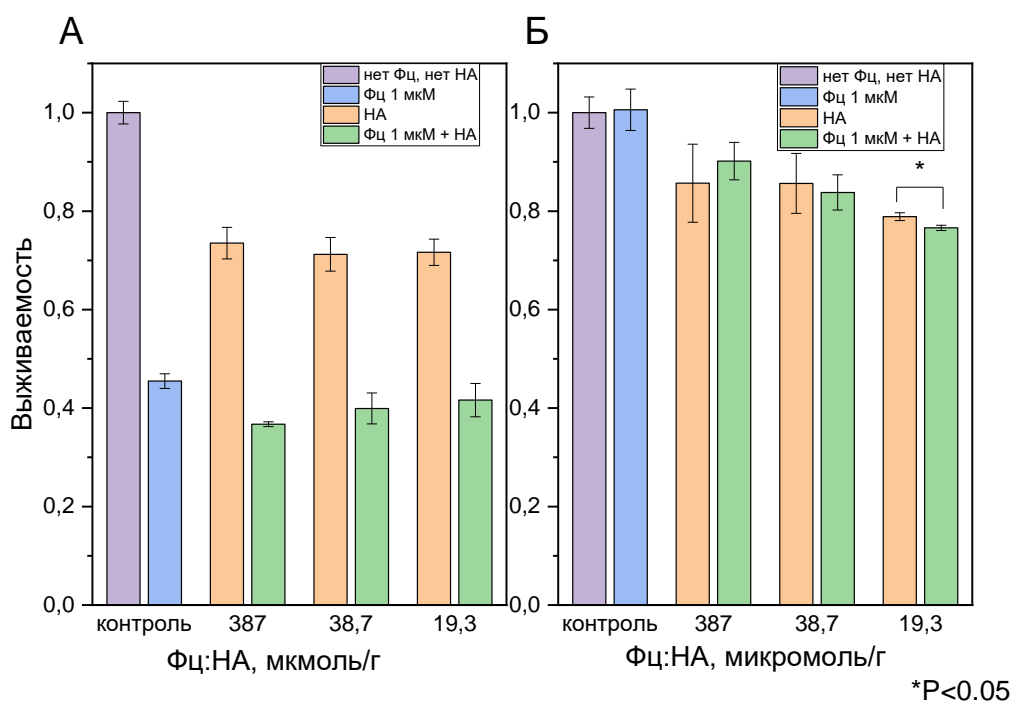 А
нет Фц, нет НА
Фц 1 мкМ
НА
Фц 1 мкМ + НА
1,0
0,8
0,6
0,4
0,2
0,0
Выживаемость
контроль 387 38,7 19,3
Фц:НА, мкмоль/г
Б
нет Фц, нет НА
Фц 1 мкМ
НА
Фц 1 мкМ + НА
*
1,0
0,8
0,6
0,4
0,2
0,0
контроль 387 38,7 19,3
Фц:НА, микромоль/г
*P<0.05